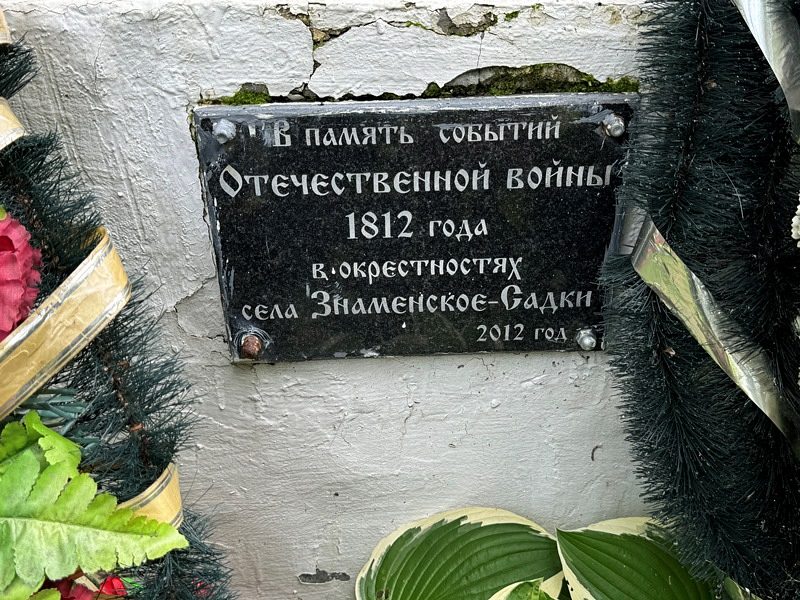 В память событий
Отечественной войны
1812 года
в окрестностях
села Знаменское-Садки
2012 год